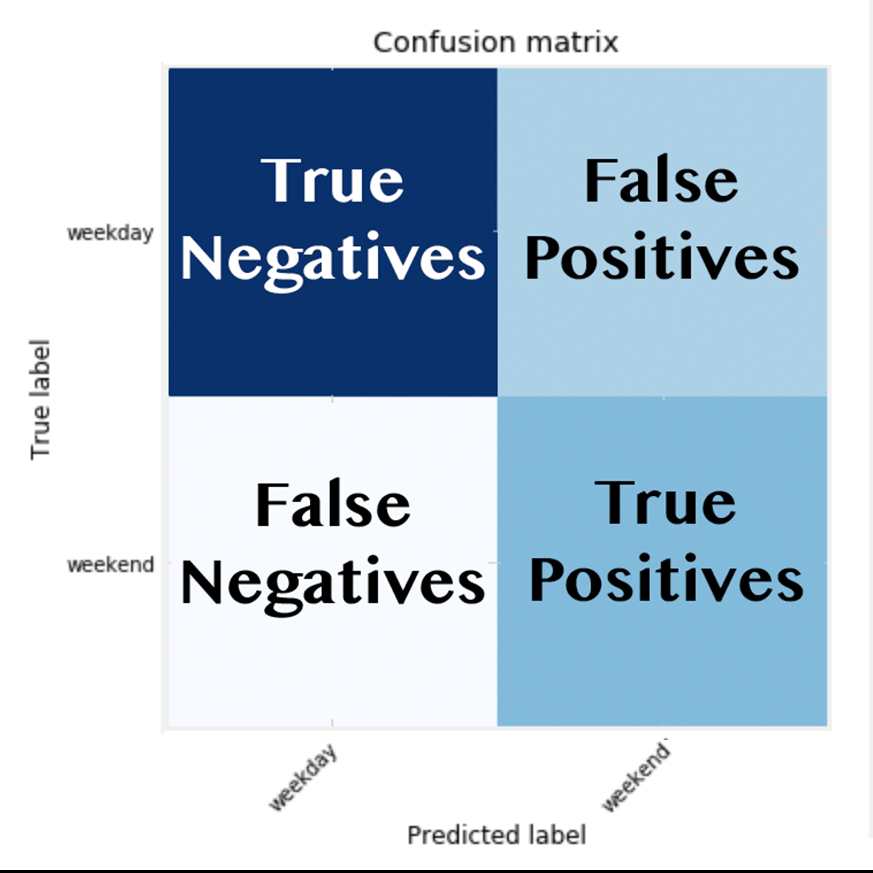 Confusion matrix
True
Negatives
False
Positives
weekday
True label
False
Negatives
True
Positives
weekend
weekday
weekend
Predicted label